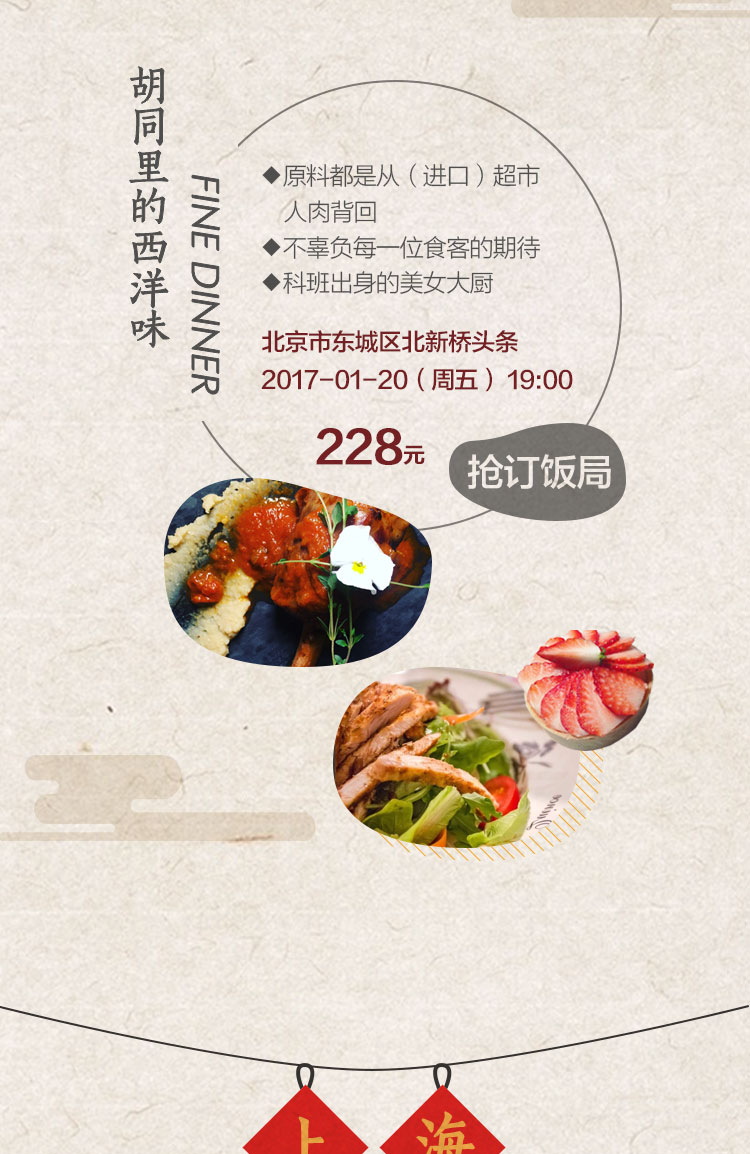 胡同里的西洋味
FINE DINNER
◆原料都是从（进口）超市
人肉背回
◆不辜负每一位食客的期待
◆科班出身的美女大厨
北京市东城区北新桥头条
2017-01-20（周五）19:00
228元
抢订饭局
上海